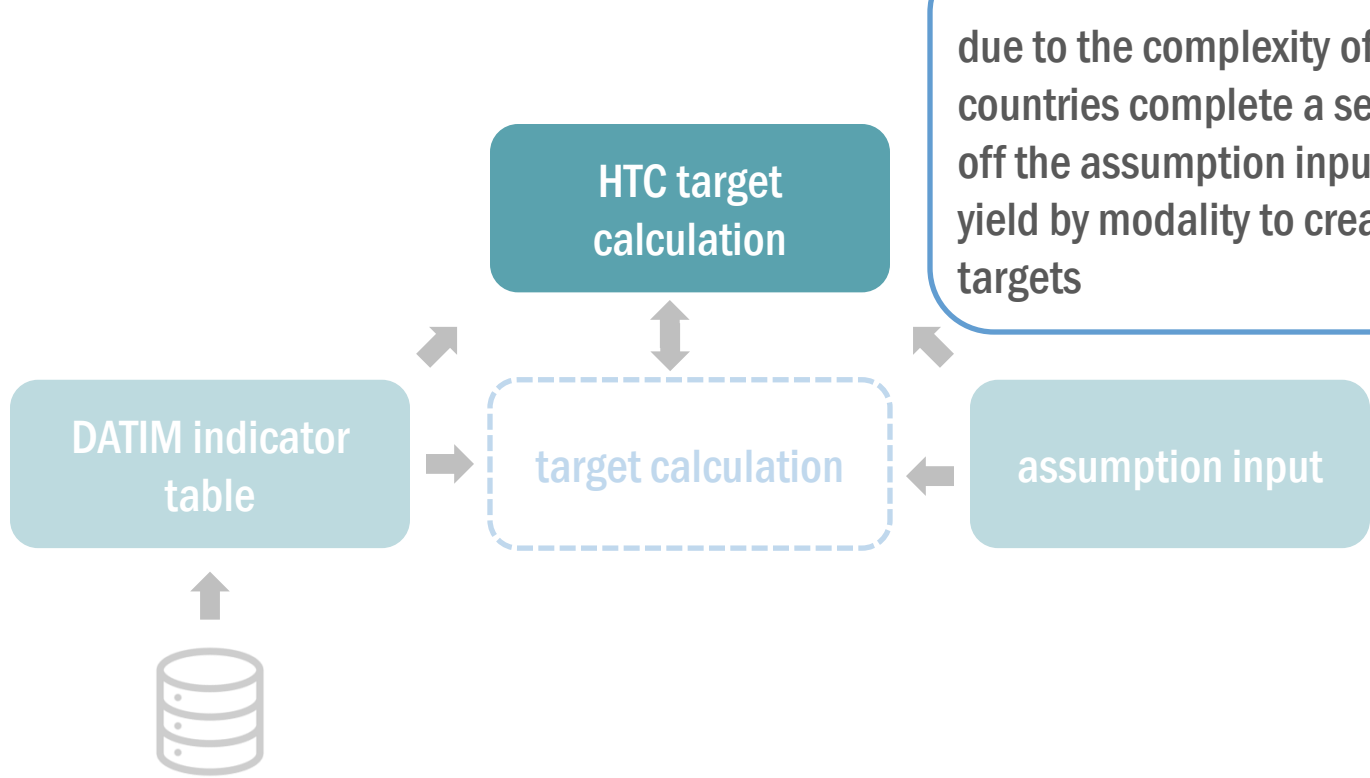 due to the complexity of
countries complete a se
off the assumption inpu
yield by modality to crea
targets
HTC target
calculation
DATIM indicator
table
target calculation
assumption input